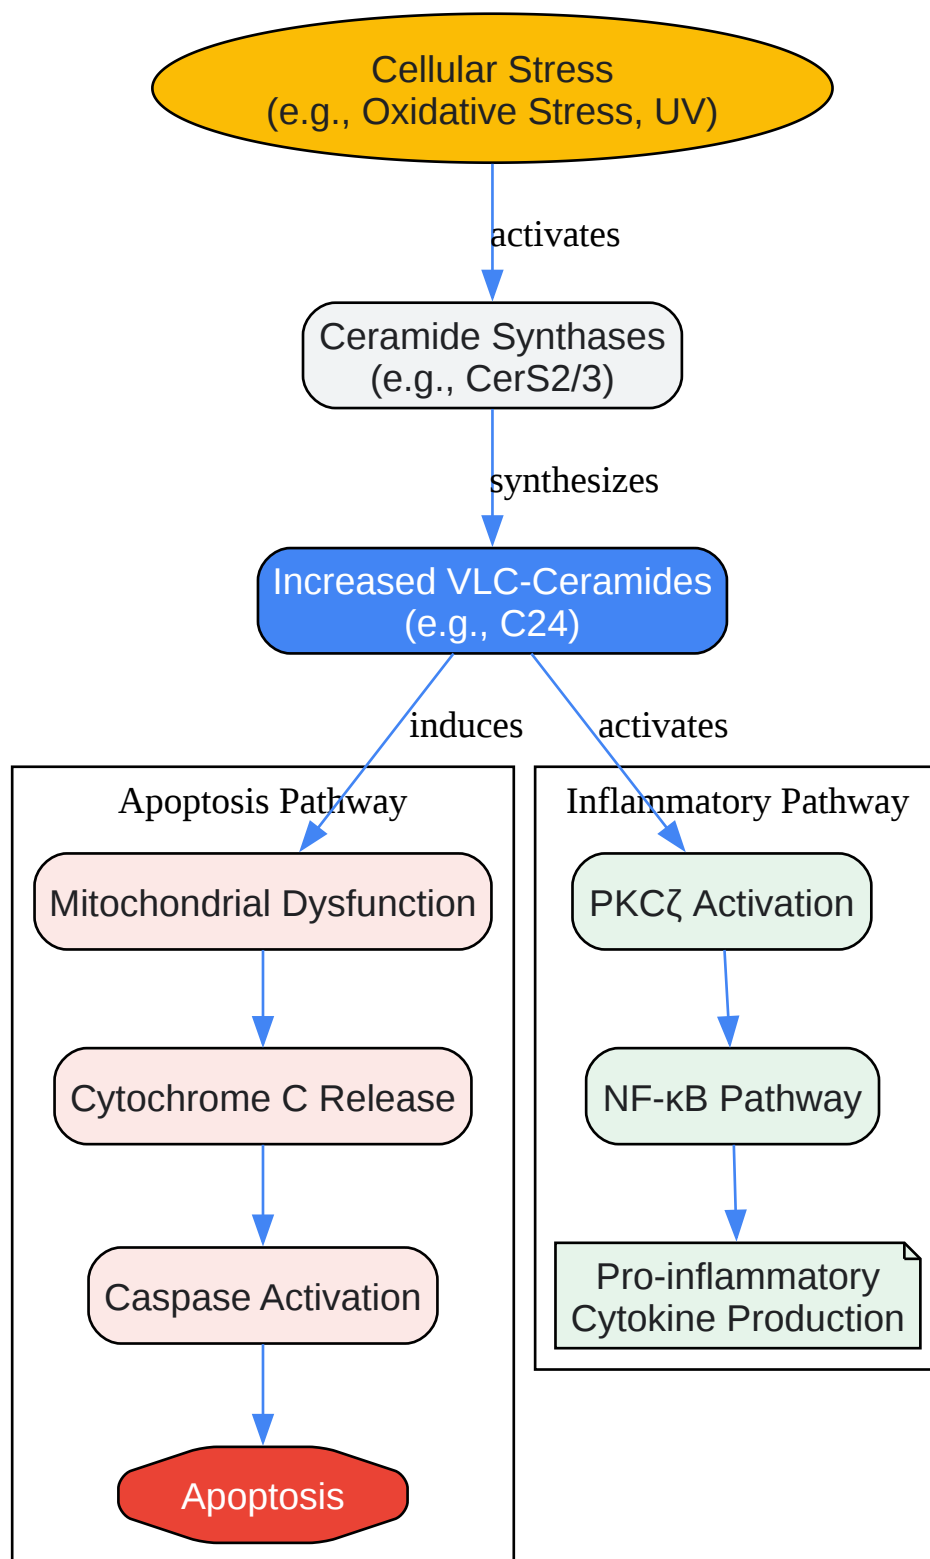 Cellular Stress
(e.g., Oxidative Stress, UV)
activates
Ceramide Synthases
(e.g., CerS2/3)
synthesizes
Increased VLC-Ceramides
(e.g., C24)
induces
activates
Apoptosis Pathway
Mitochondrial Dysfunction
Cytochrome C Release
Caspase Activation
Apoptosis
Inflammatory Pathway
PKCζ Activation
NF-κB Pathway
Pro-inflammatory
Cytokine Production